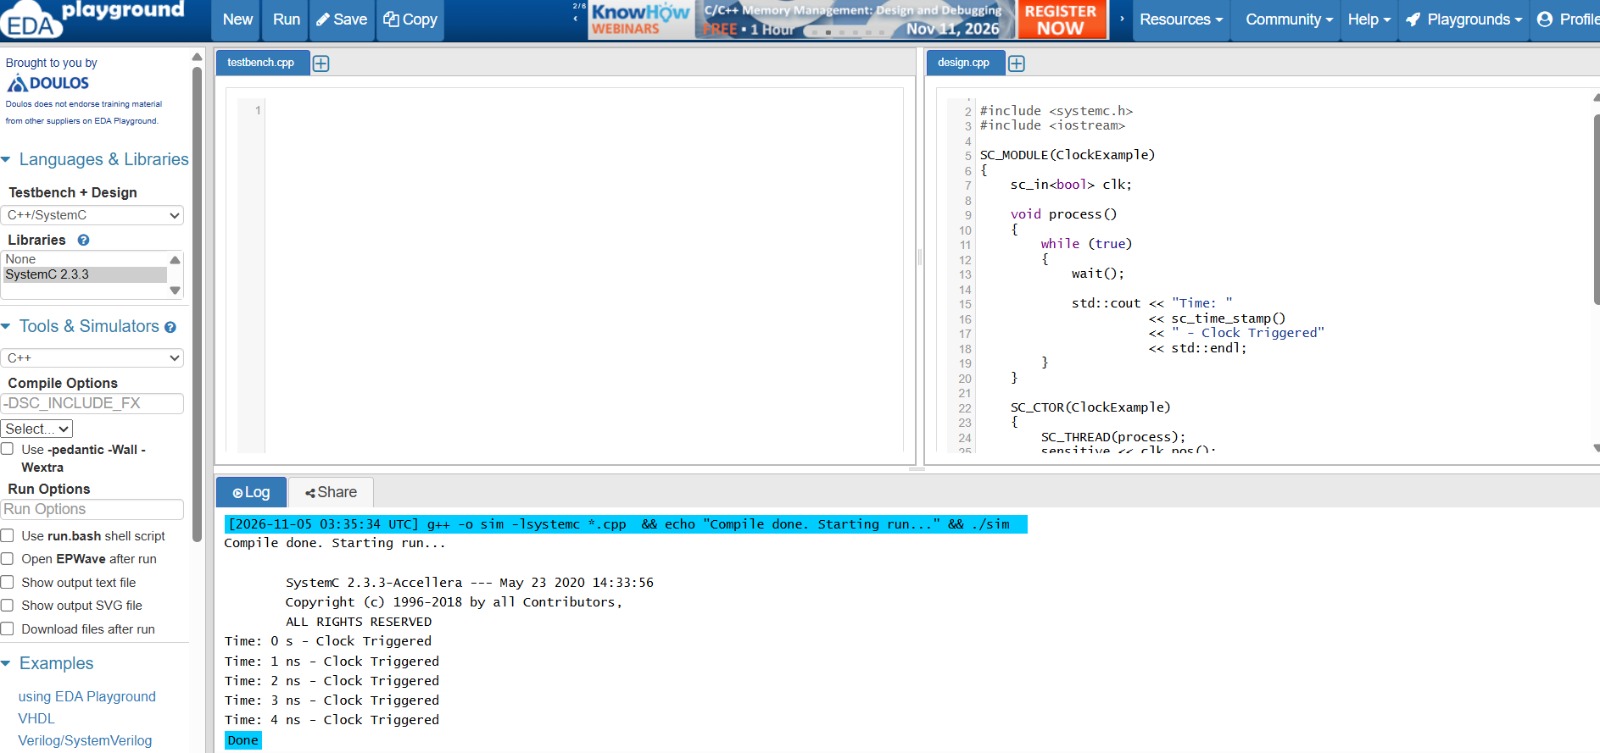 EDA playground
New
Run
Save
Copy
2/6
KnowHow
WEBINARS
C/C++ Memory Management: Design and Debugging
FREE • 1 Hour
Nov 11, 2026
REGISTER
NOW
Resources
Community
Help
Playgrounds
Profile
Brought to you by
DOULOS
Doulos does not endorse training material
from other suppliers on EDA Playground.
Languages & Libraries
Testbench + Design
C++/SystemC
Libraries
None
SystemC 2.3.3
Tools & Simulators
C++
Compile Options
-DSC_INCLUDE_FX
Select...
Use -pedantic -Wall -
Wextra
Run Options
Run Options
Use run.bash shell script
Open EPWave after run
Show output text file
Show output SVG file
Download files after run
Examples
using EDA Playground
VHDL
Verilog/SystemVerilog
testbench.cpp
1
design.cpp
2 #include <systemc.h>
3 #include <iostream>
4
5 SC_MODULE(ClockExample)
6 {
7 sc_in<bool> clk;
8
9 void process()
10 {
11 while (true)
12 {
13 wait();
14
15 std::cout << "Time: "
16 << sc_time_stamp()
17 << " - Clock Triggered"
18 << std::endl;
19 }
20 }
21
22 SC_CTOR(ClockExample)
23 {
24 SC_THREAD(process);
25 sensitive << clk.pos();
Log
Share
[2026-11-05 03:35:34 UTC] g++ -o sim -lsystemc *.cpp && echo "Compile done. Starting run..." && ./sim
Compile done. Starting run...
SystemC 2.3.3-Accellera --- May 23 2020 14:33:56
Copyright (c) 1996-2018 by all Contributors,
ALL RIGHTS RESERVED
Time: 0 s - Clock Triggered
Time: 1 ns - Clock Triggered
Time: 2 ns - Clock Triggered
Time: 3 ns - Clock Triggered
Time: 4 ns - Clock Triggered
Done